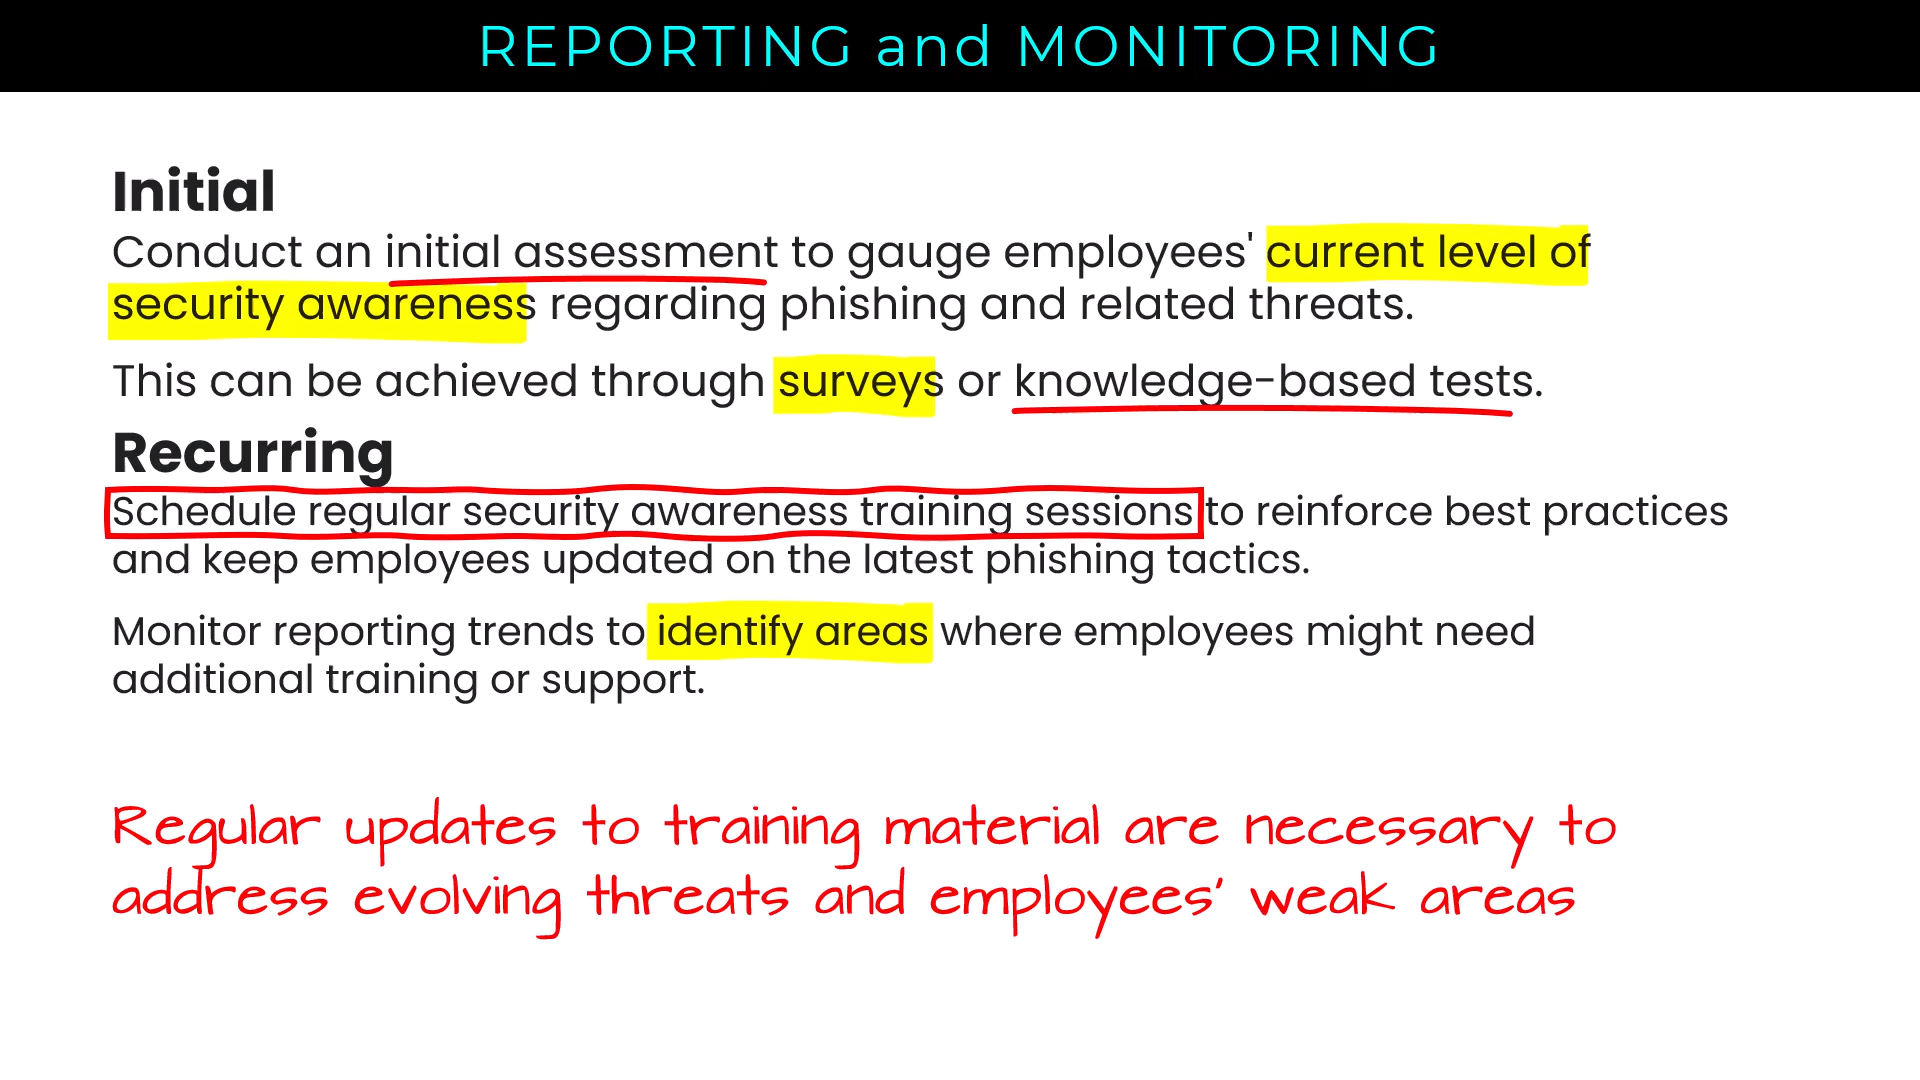 REPORTING and MONITORING
Initial
Conduct an initial assessment to gauge employees' current level of
security awareness regarding phishing and related threats.
This can be achieved through surveys or knowledge-based tests.
Recurring
Schedule regular security awareness training sessions to reinforce best practices
and keep employees updated on the latest phishing tactics.
Monitor reporting trends to identify areas where employees might need
additional training or support.
Regular updates to training material are necessary to
address evolving threats and employees' weak areas